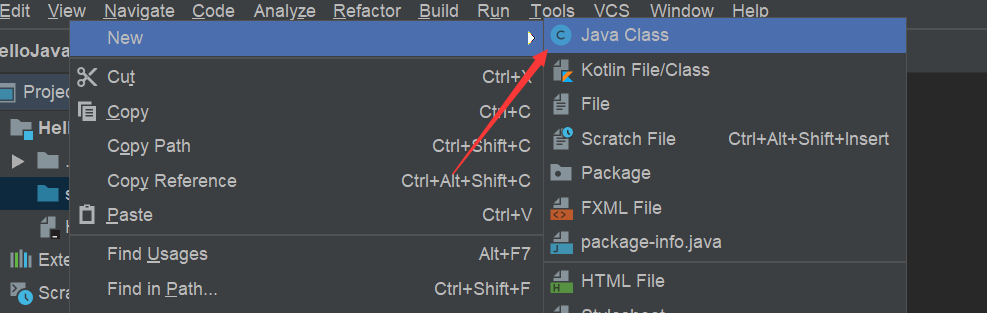 Edit View Navigate Code Analyze Refactor Build Run Tools VCS Window Help
elloJava
New
Java Class
Cut Ctrl+X
Kotlin File/Class
Proje
Copy Ctrl+C
File
Hell
Copy Path Ctrl+Shift+C
Scratch File Ctrl+Alt+Shift+Insert
Copy Reference Ctrl+Alt+Shift+C
Package
Paste Ctrl+V
FXML File
package-info.java
Exte
Find Usages Alt+F7
Scra
Find in Path... Ctrl+Shift+F
HTML File